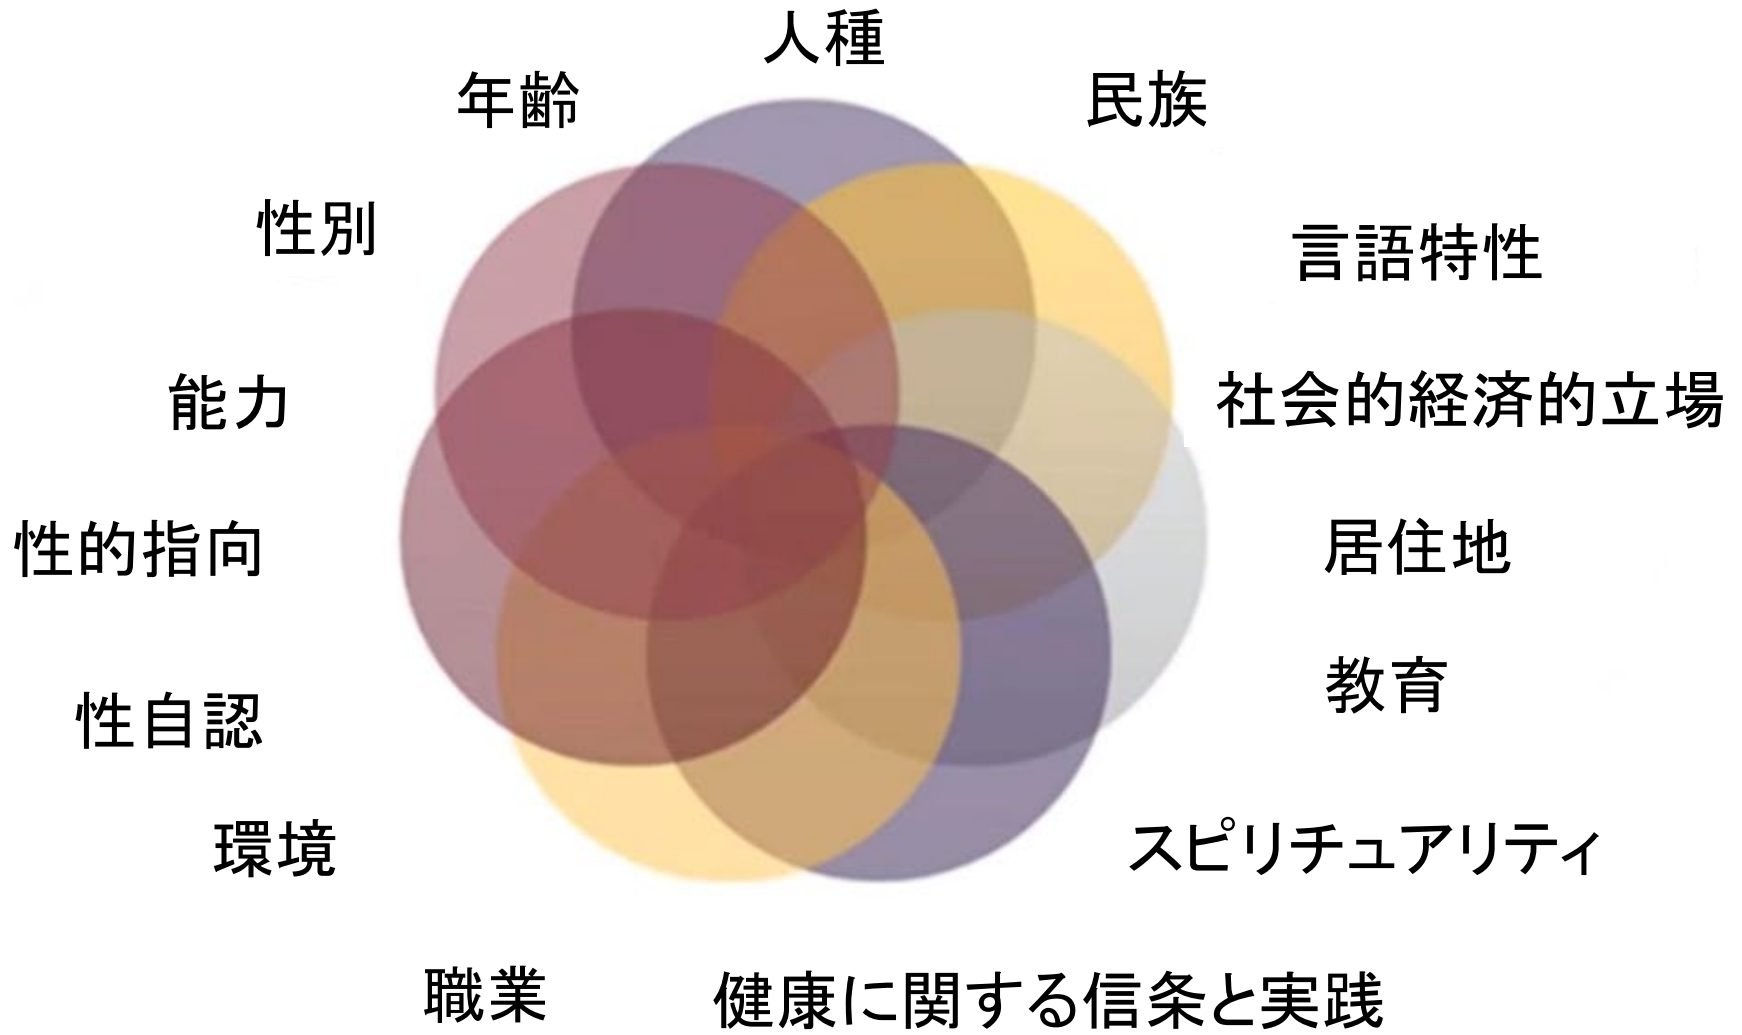 人種
年齢
民族
性別
言語特性
能力
社会的経済的立場
性的指向
居住地
教育
性自認
環境
スピリチュアリティ
職業
健康に関する信条と実践